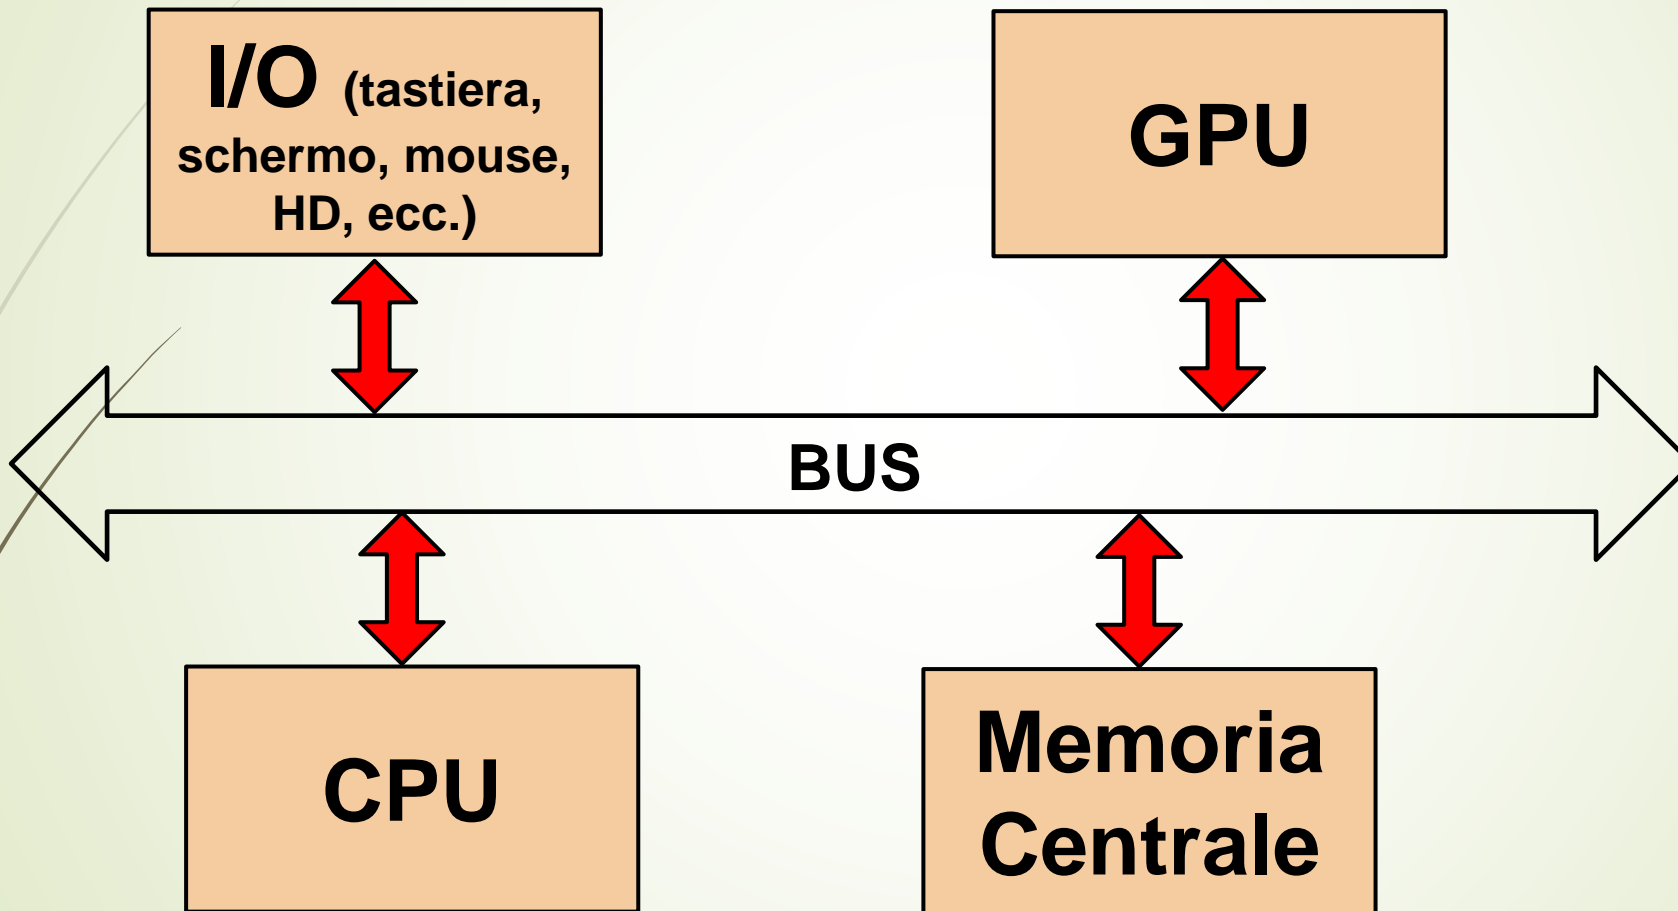 I/O (tastiera,
schermo, mouse,
HD, ecc.)
GPU
BUS
CPU
Memoria
Centrale